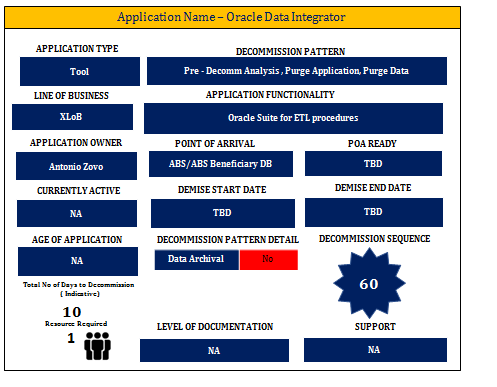 Application Name – Oracle Data Integrator
APPLICATION TYPE
DECOMMISSION PATTERN
Tool
Pre - Decomm Analysis , Purge Application, Purge Data
LINE OF BUSINESS
APPLICATION FUNCTIONALITY
XLoB
Oracle Suite for ETL procedures
APPLICATION OWNER
POINT OF ARRIVAL
POA READY
Antonio Zovo
ABS/ABS Beneficiary DB
TBD
CURRENTLY ACTIVE
DEMISE START DATE
DEMISE END DATE
NA
TBD
TBD
AGE OF APPLICATION
DECOMMISSION PATTERN DETAIL
DECOMMISSION SEQUENCE
NA
Data Archival
No
60
Total No of Days to Decommission
( Indicative)
10
Resource Required
1
LEVEL OF DOCUMENTATION
SUPPORT
NA
NA